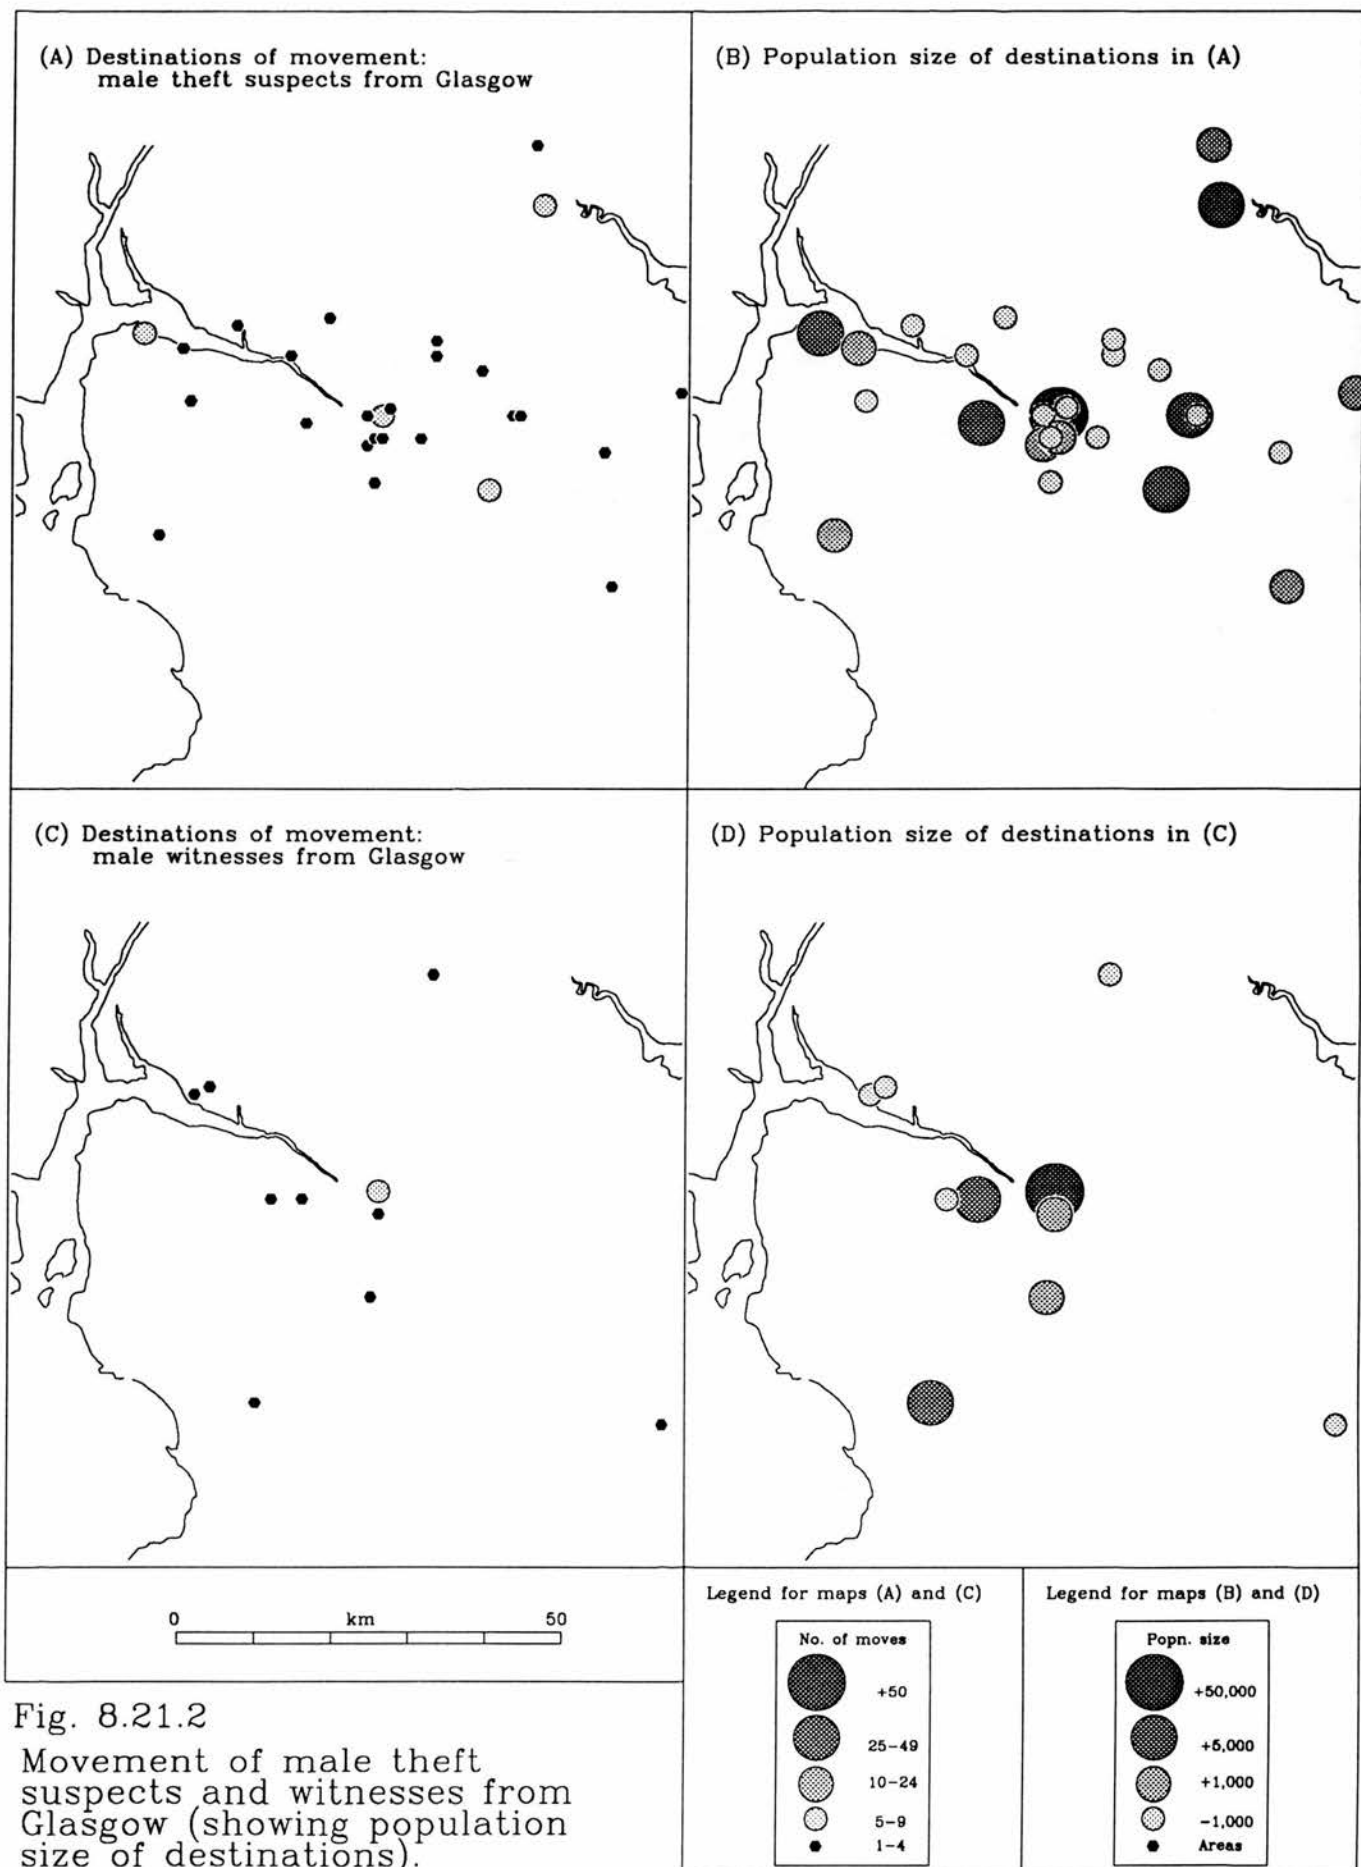 (A) Destinations of movement:
male theft suspects from Glasgow
(B) Population size of destinations in (A)
(C) Destinations of movement:
male witnesses from Glasgow
(D) Population size of destinations in (C)
0 km 50
Legend for maps (A) and (C)
No. of moves
+50
25-49
10-24
5-9
1-4
Legend for maps (B) and (D)
Popn. size
+50,000
+5,000
+1,000
-1,000
Areas
Fig. 8.21.2
Movement of male theft
suspects and witnesses from
Glasgow (showing population
size of destinations).